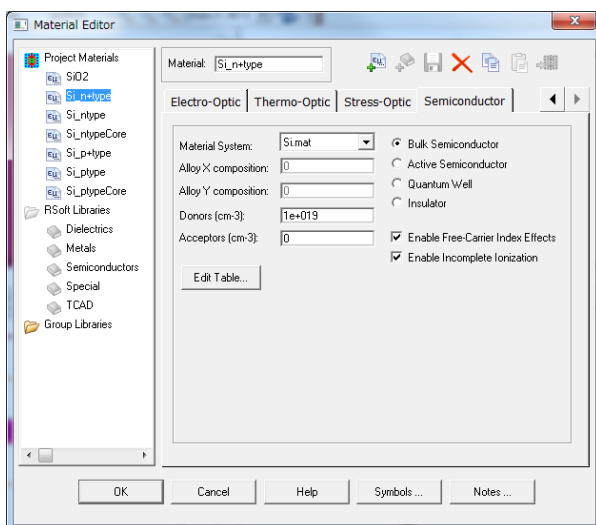 Material Editor
x
Project Materials
SiO2
Si_n+type
Si_ntype
Si_ntypeCore
Si_p+type
Si_ptype
Si_ptypeCore
RSoft Libraries
Dielectrics
Metals
Semiconductors
Special
TCAD
Group Libraries
Material: Si_n+type
Electro-Optic Thermo-Optic Stress-Optic Semiconductor
Material System: Si.mat
Alloy X composition: 0
Alloy Y composition: 0
Donors (cm-3): 1e+019
Acceptors (cm-3): 0
Edit Table...
Bulk Semiconductor
Active Semiconductor
Quantum Well
Insulator
Enable Free-Carrier Index Effects
Enable Incomplete Ionization
OK Cancel Help Symbols ... Notes ...